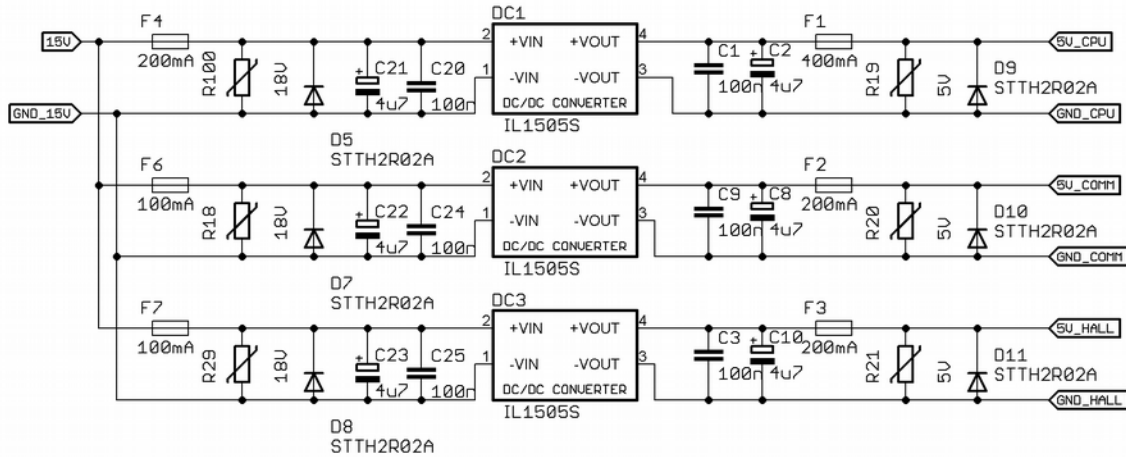 F4
DC1
F1
15V
2
+VIN
+VOUT
4
5V_CPU
200mA
R100
18V
C21
4u7
C20
100n
1
-VIN
-VOUT
3
C1
100n
C2
4u7
400mA
R19
5V
D9
STTH2R02A
GND_15V
DC/DC CONVERTER
GND_CPU
IL1505S
D5
STTH2R02A
F6
DC2
F2
2
+VIN
+VOUT
4
5V_COMM
100mA
R18
18V
C22
4u7
C24
100n
1
-VIN
-VOUT
3
C9
100n
C8
4u7
200mA
R20
5V
D10
STTH2R02A
DC/DC CONVERTER
GND_COMM
IL1505S
D7
STTH2R02A
F7
DC3
F3
2
+VIN
+VOUT
4
5V_HALL
100mA
R29
18V
C23
4u7
C25
100n
1
-VIN
-VOUT
3
C3
100n
C10
4u7
200mA
R21
5V
D11
STTH2R02A
DC/DC CONVERTER
GND_HALL
IL1505S
D8
STTH2R02A